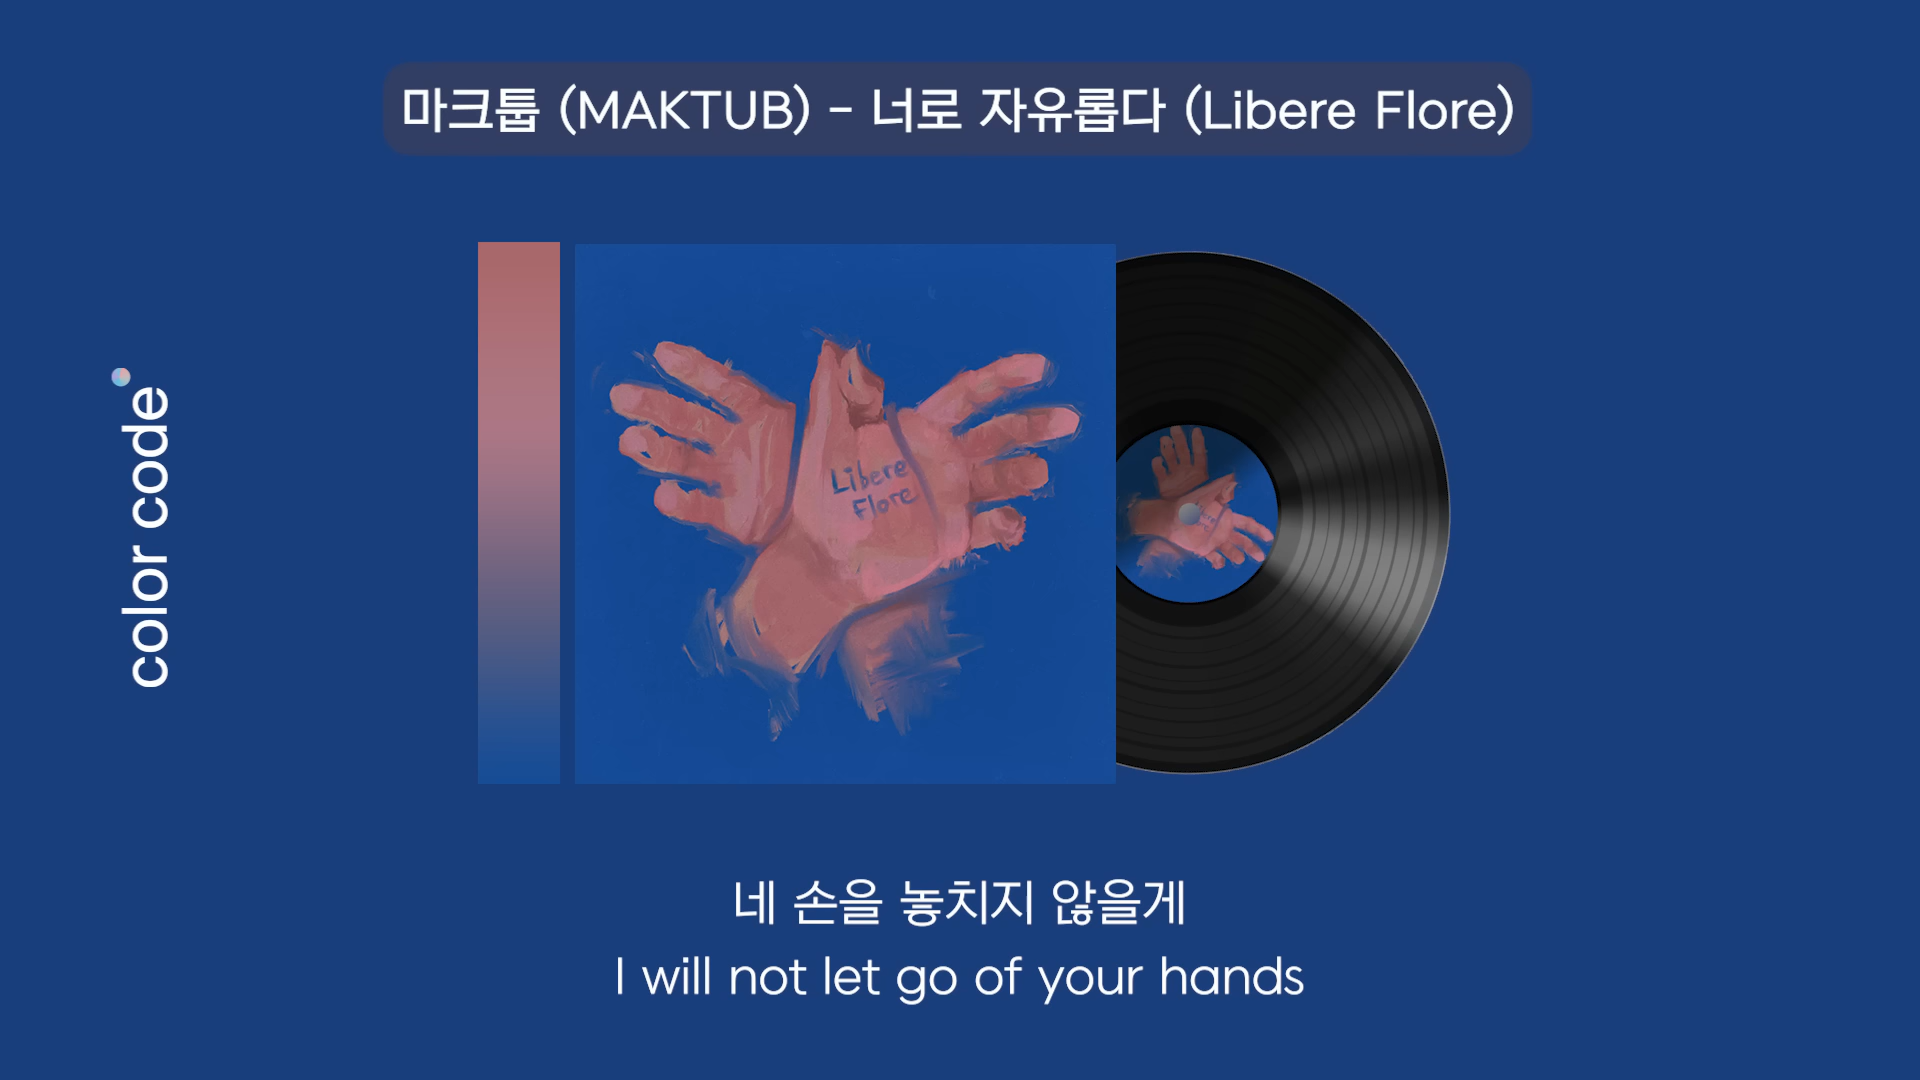 마크툽 (MAKTUB) - 너로 자유롭다 (Libere Flore)
color code
Libere
Flore
네 손을 놓치지 않을게
I will not let go of your hands